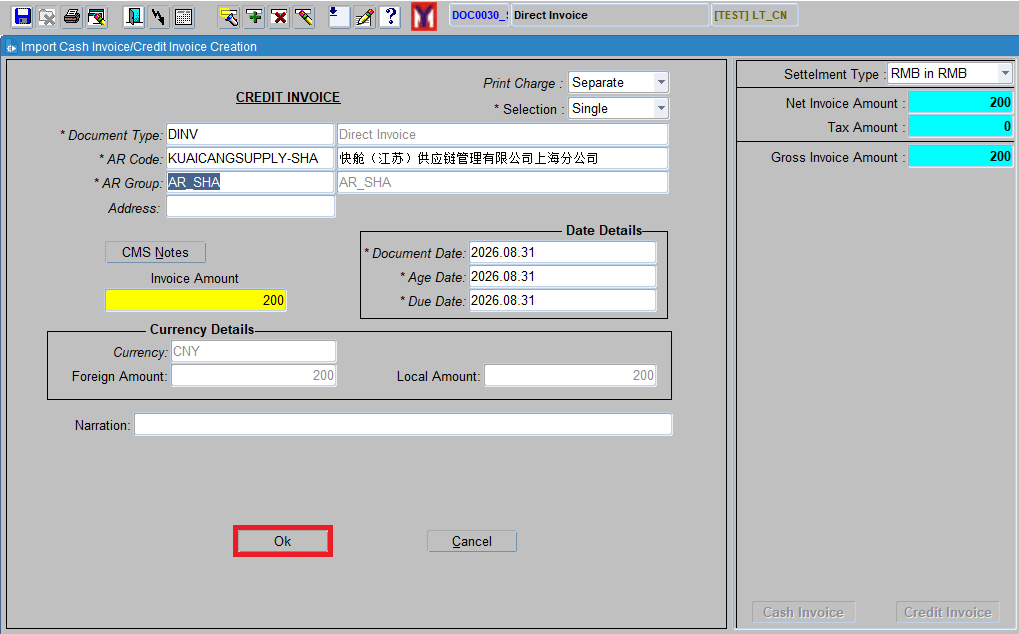 DOC0030_ Direct Invoice [TEST] LT_CN
Import Cash Invoice/Credit Invoice Creation
CREDIT INVOICE
Print Charge : Separate
* Selection : Single
* Document Type: DINV Direct Invoice
* AR Code: KUAICANGSUPPLY-SHA 快舱（江苏）供应链管理有限公司上海分公司
* AR Group: AR_SHA AR_SHA
Address:
CMS Notes
Invoice Amount
200
Date Details
* Document Date: 2026.08.31
* Age Date: 2026.08.31
* Due Date: 2026.08.31
Currency Details
Currency: CNY
Foreign Amount: 200 Local Amount: 200
Narration:
Ok Cancel
Settelment Type : RMB in RMB
Net Invoice Amount : 200
Tax Amount : 0
Gross Invoice Amount : 200
Cash Invoice Credit Invoice